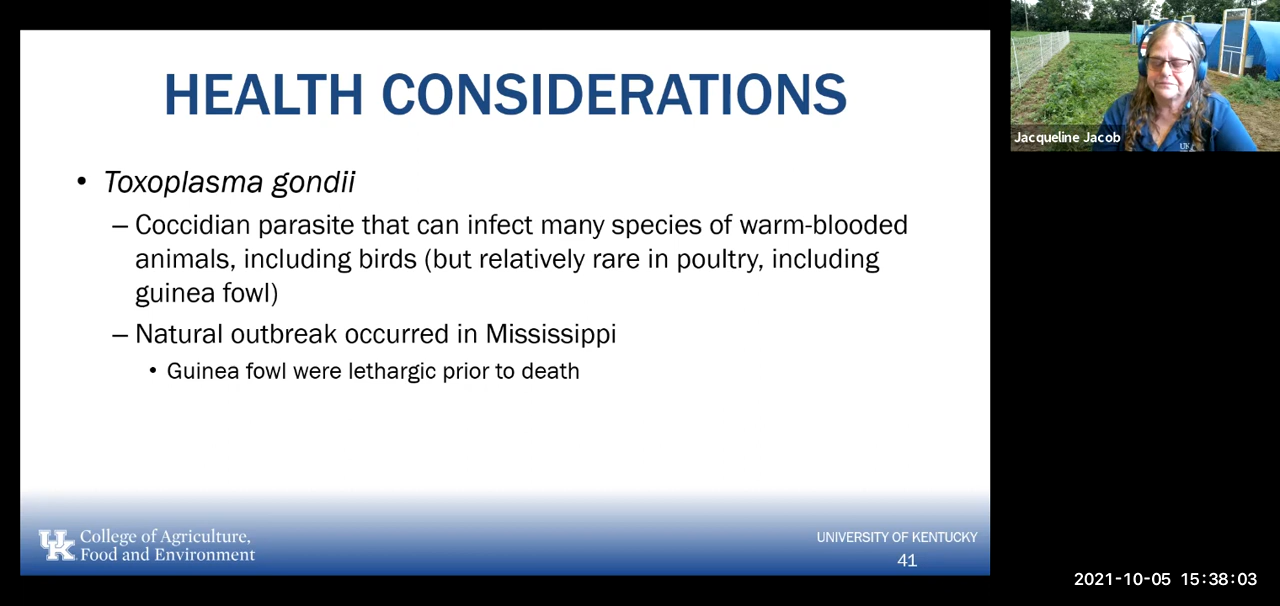 HEALTH CONSIDERATIONS
• Toxoplasma gondii
– Coccidian parasite that can infect many species of warm-blooded
animals, including birds (but relatively rare in poultry, including
guinea fowl)
– Natural outbreak occurred in Mississippi
• Guinea fowl were lethargic prior to death
UK College of Agriculture,
Food and Environment
UNIVERSITY OF KENTUCKY
41
Jacqueline Jacob
UK
2021-10-05 15:38:03